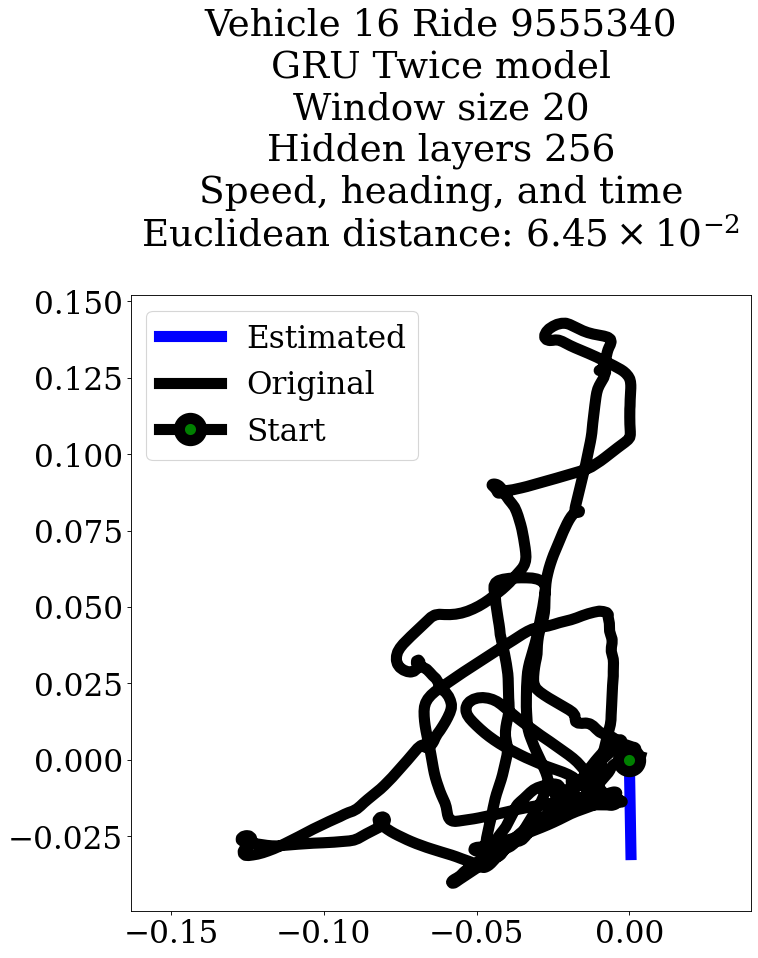 Vehicle 16 Ride 9555340
GRU Twice model
Window size 20
Hidden layers 256
Speed, heading, and time
Euclidean distance: 6.45 × 10⁻²
Estimated
Original
Start
0.150
0.125
0.100
0.075
0.050
0.025
0.000
−0.025
−0.15 −0.10 −0.05 0.00